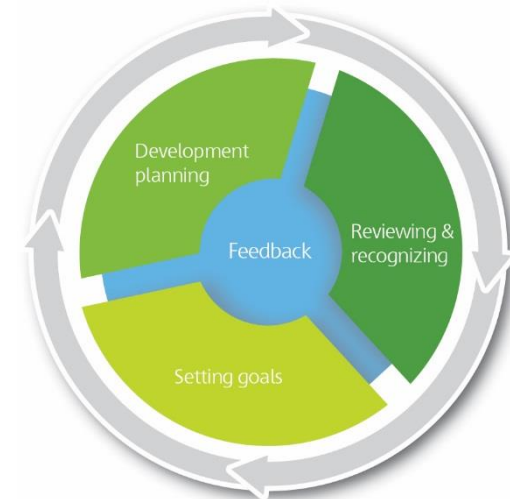 Development
planning
Reviewing &
recognizing
Feedback
Setting goals